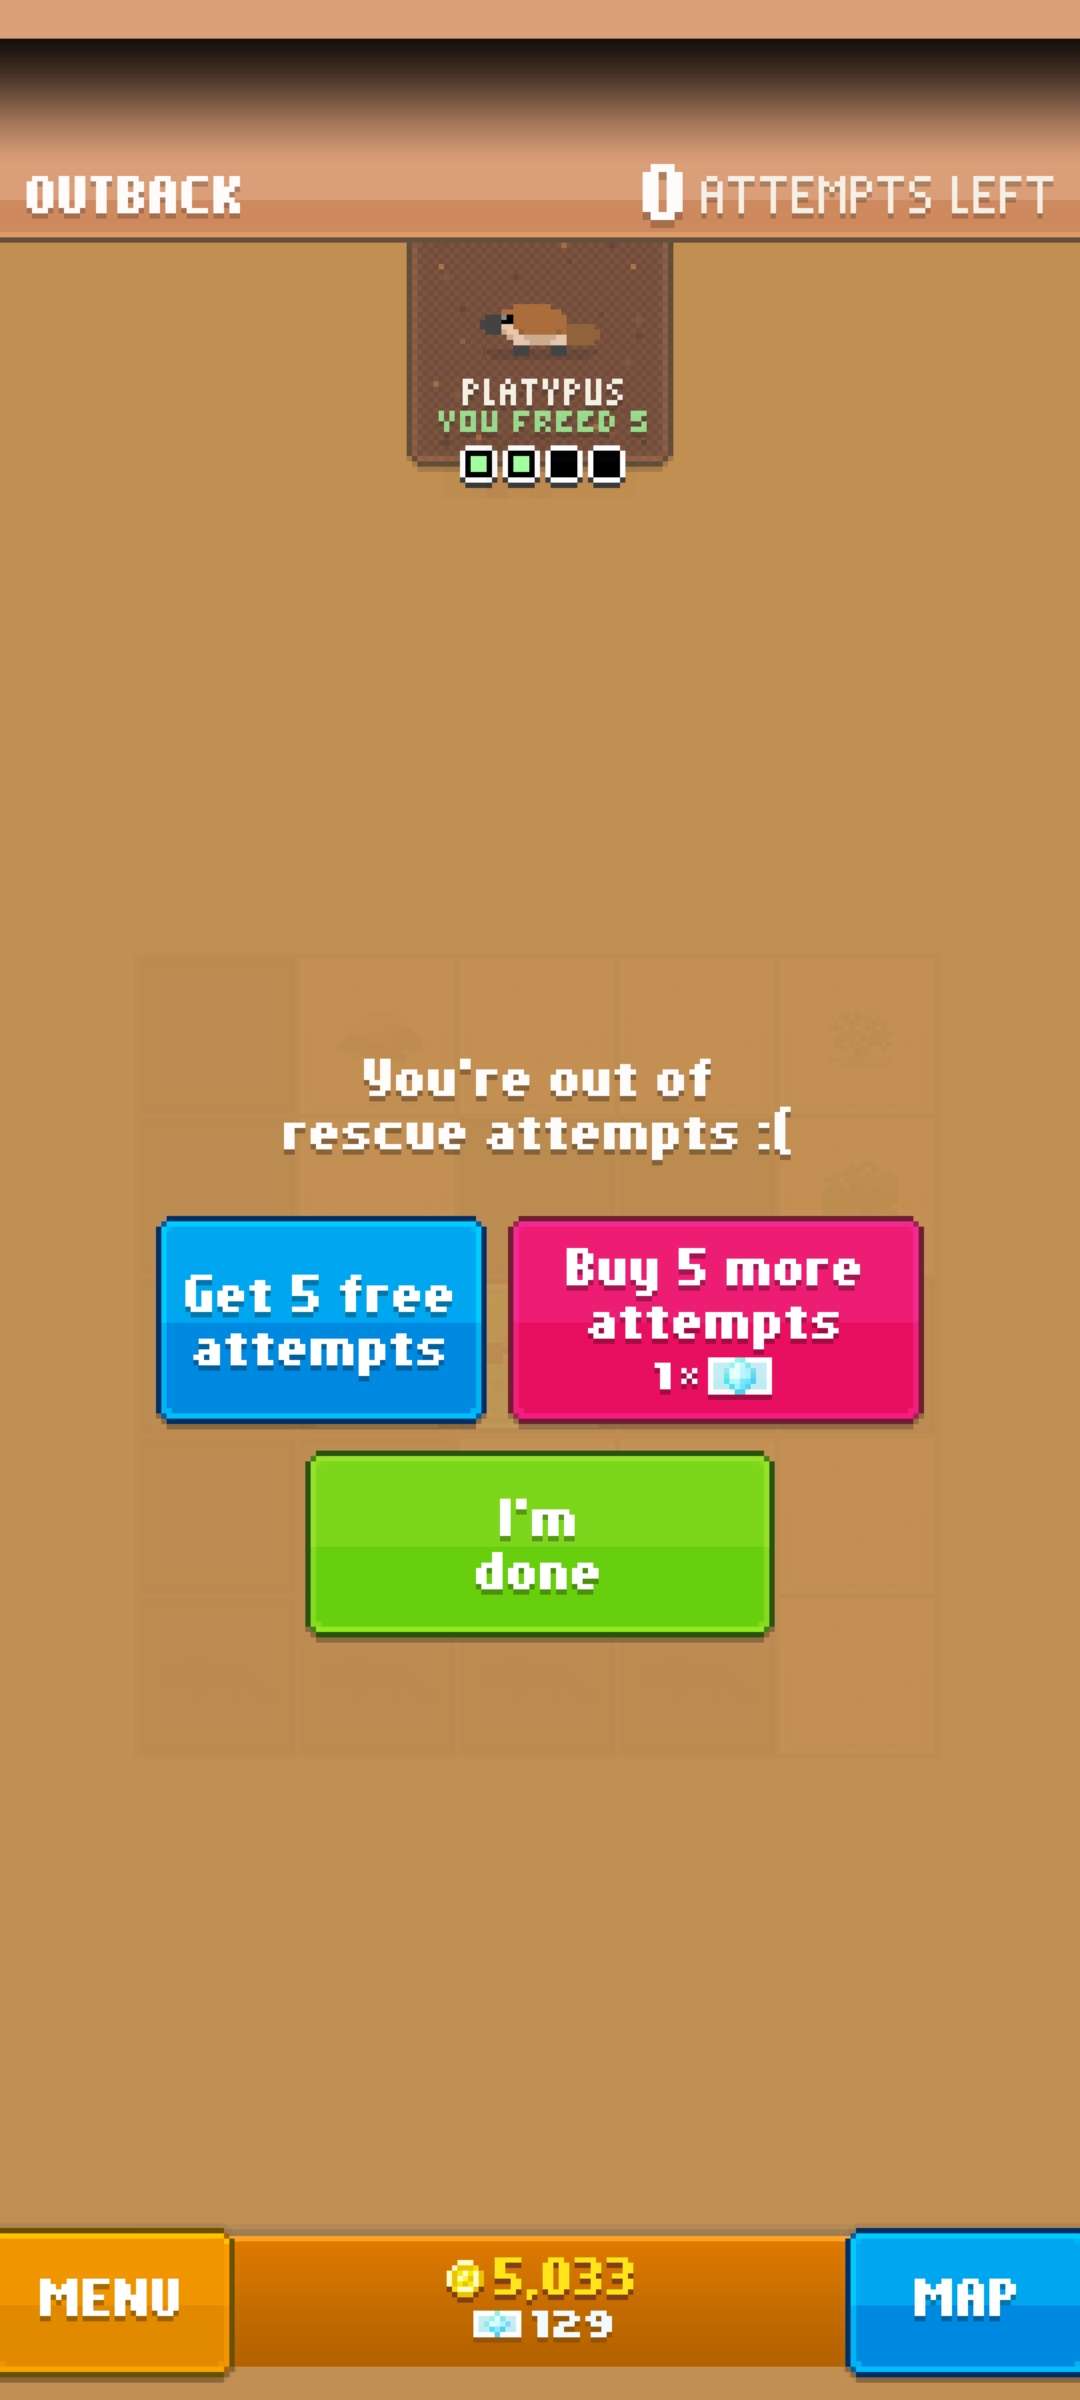 OUTBACK
0 ATTEMPTS LEFT
PLATYPUS
YOU FREED 5
You're out of
rescue attempts :(
Get 5 free
attempts
Buy 5 more
attempts
1×
I'm
done
MENU
5,033
129
MAP